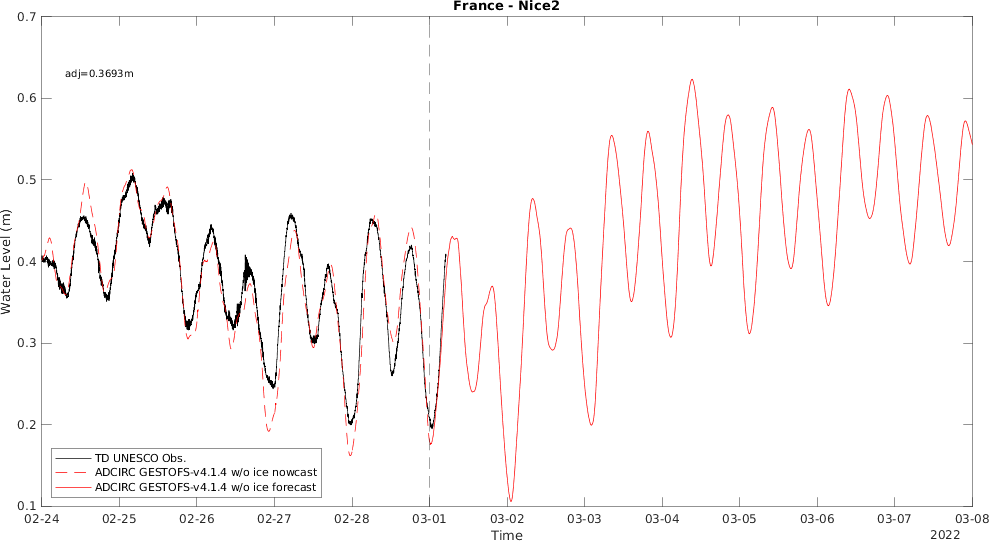 France - Nice2
0.7
0.6
0.5
0.4
0.3
0.2
0.1
Water Level (m)
adj=0.3693m
TD UNESCO Obs.
ADCIRC GESTOFS-v4.1.4 w/o ice nowcast
ADCIRC GESTOFS-v4.1.4 w/o ice forecast
02-24 02-25 02-26 02-27 02-28 03-01 03-02 03-03 03-04 03-05 03-06 03-07 03-08
Time
2022